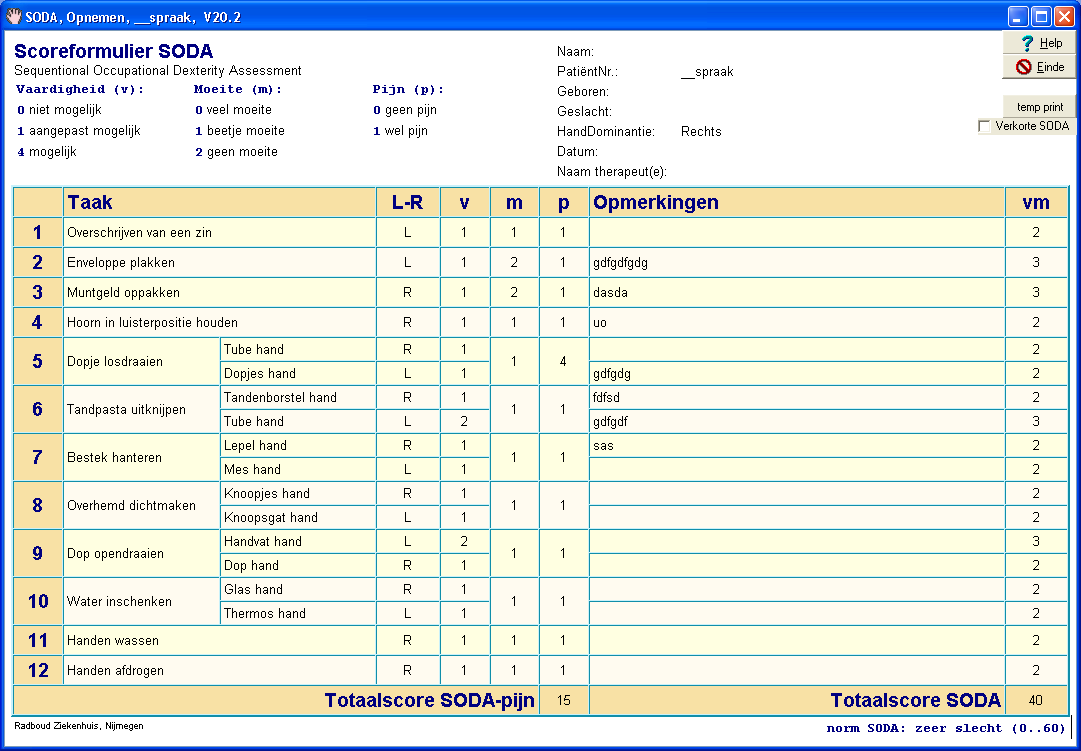 SODA, Opnemen, __spraak, V20.2
Scoreformulier SODA
Sequentional Occupational Dexterity Assessment
Vaardigheid (v): Moeite (m): Pijn (p):
0 niet mogelijk 0 veel moeite 0 geen pijn
1 aangepast mogelijk 1 beetje moeite 1 wel pijn
4 mogelijk 2 geen moeite
Naam:
PatiëntNr.: __spraak
Geboren:
Geslacht:
HandDominantie: Rechts
Datum:
Naam therapeut(e):
Help
Einde
temp print
Verkorte SODA
Taak L-R v m p Opmerkingen vm
1 Overschrijven van een zin L 1 1 1 2
2 Enveloppe plakken L 1 2 1 gdfgdfgdg 3
3 Muntgeld oppakken R 1 2 1 dasda 3
4 Hoorn in luisterpositie houden R 1 1 1 uo 2
5 Dopje losdraaien Tube hand R 1 1 4 2
Dopjes hand L 1 gdfgdg 2
6 Tandpasta uitknijpen Tandenborstel hand R 1 1 1 fdfsd 2
Tube hand L 2 gdfgdf 3
7 Bestek hanteren Lepel hand R 1 1 1 sas 2
Mes hand L 1 2
8 Overhemd dichtmaken Knoopjes hand R 1 1 1 2
Knoopsgat hand L 1 2
9 Dop opendraaien Handvat hand L 2 1 1 3
Dop hand R 1 2
10 Water inschenken Glas hand R 1 1 1 2
Thermos hand L 1 2
11 Handen wassen R 1 1 1 2
12 Handen afdrogen R 1 1 1 2
Totaalscore SODA-pijn 15 Totaalscore SODA 40
Radboud Ziekenhuis, Nijmegen
norm SODA: zeer slecht (0..60)